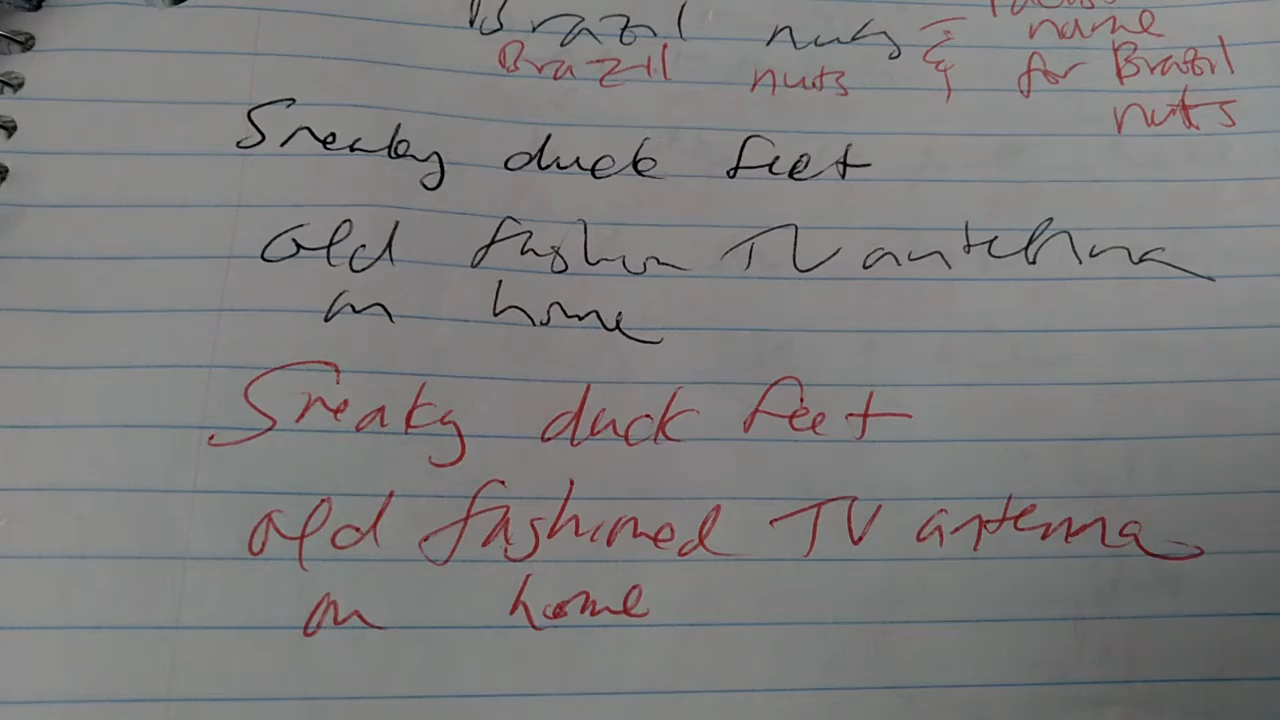 Brazil nuts
name
Brazil nuts & for Brazil
nuts
Sneaky duck feet
old fashion TV antenna
on home
Sneaky duck feet
old fashioned TV antenna
on home